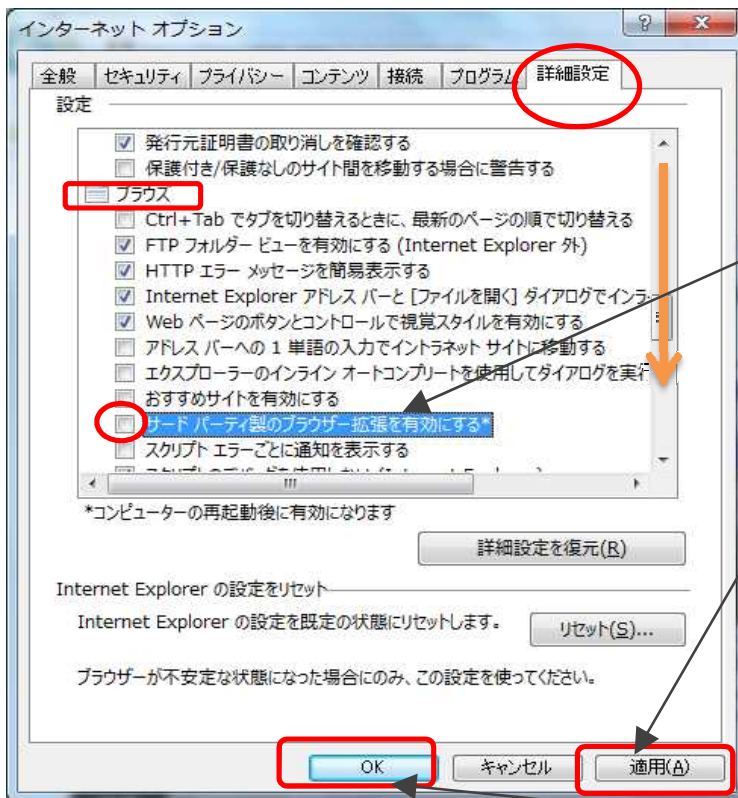 インターネット オプション
全般 セキュリティ プライバシー コンテンツ 接続 プログラム 詳細設定
設定
発行元証明書の取り消しを確認する
保護付き/保護なしのサイト間を移動する場合に警告する
ブラウズ
Ctrl+Tab でタブを切り替えるときに、最新のページの順で切り替える
FTP フォルダー ビューを有効にする (Internet Explorer 外)
HTTP エラー メッセージを簡易表示する
Internet Explorer アドレス バーと [ファイルを開く] ダイアログでインラ
Web ページのボタンとコントロールで視覚スタイルを有効にする
アドレス バーへの 1 単語の入力でイントラネット サイトに移動する
エクスプローラーのインライン オートコンプリートを使用してダイアログを実行
おすすめサイトを有効にする
サード パーティ製のブラウザー拡張を有効にする*
スクリプト エラーごとに通知を表示する
*コンピューターの再起動後に有効になります
詳細設定を復元(R)
Internet Explorer の設定をリセット
Internet Explorer の設定を既定の状態にリセットします。
リセット(S)...
ブラウザーが不安定な状態になった場合にのみ、この設定を使ってください。
OK キャンセル 適用(A)